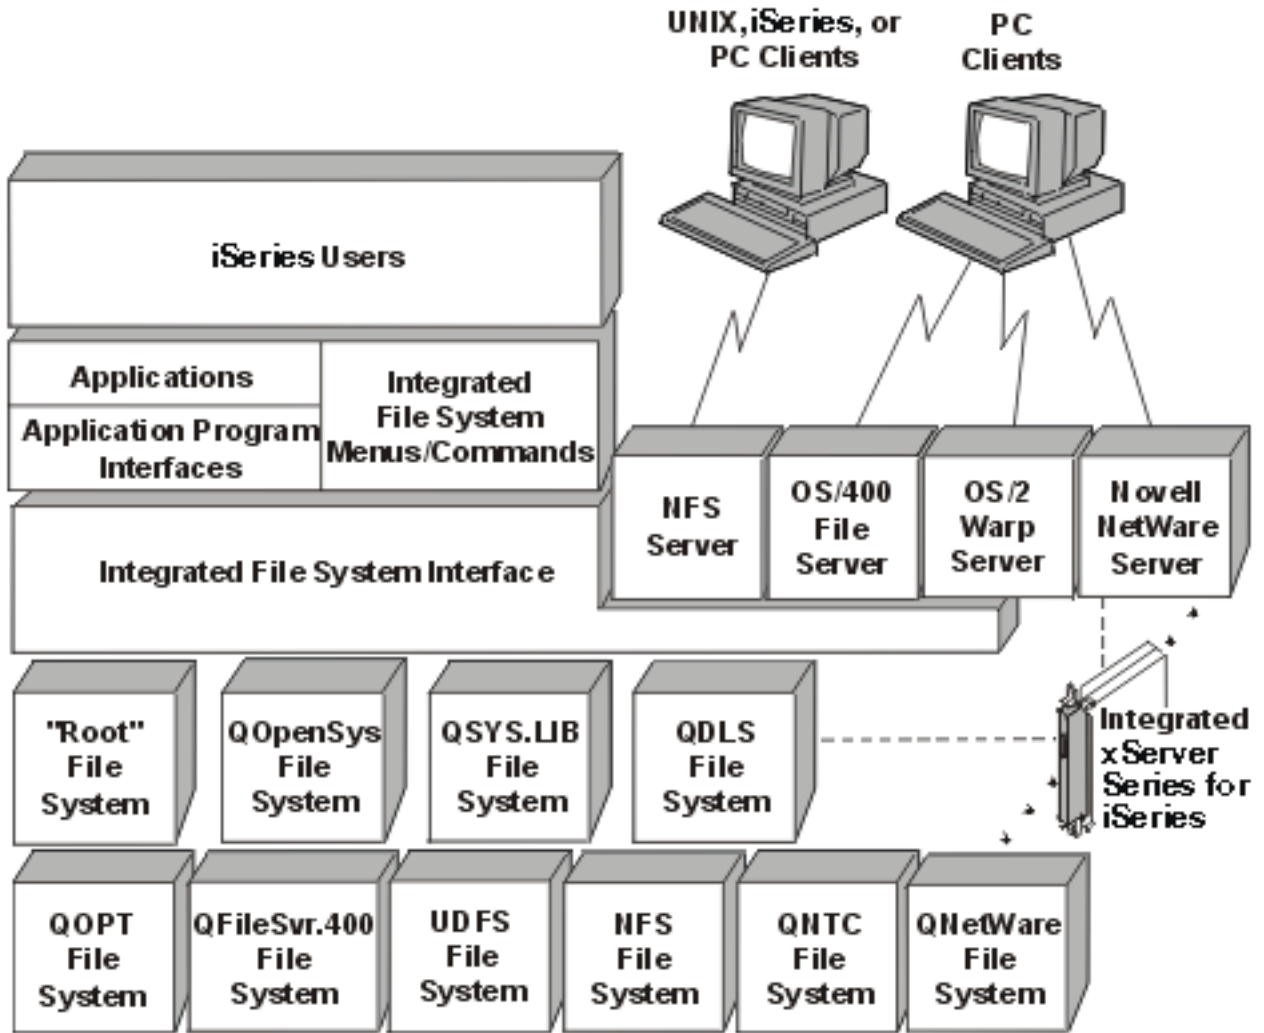 UNIX, iSeries, or
PC Clients
PC
Clients
iSeries Users
Applications
Application Program
Interfaces
Integrated
File System
Menus/Commands
NFS
Server
OS/400
File
Server
OS/2
Warp
Server
Novell
NetWare
Server
Integrated File System Interface
"Root"
File
System
QOpenSys
File
System
QSYS.LIB
File
System
QDLS
File
System
Integrated
xServer
Series for
iSeries
QOPT
File
System
QFileSvr.400
File
System
UDFS
File
System
NFS
File
System
QNTC
File
System
QNetWare
File
System